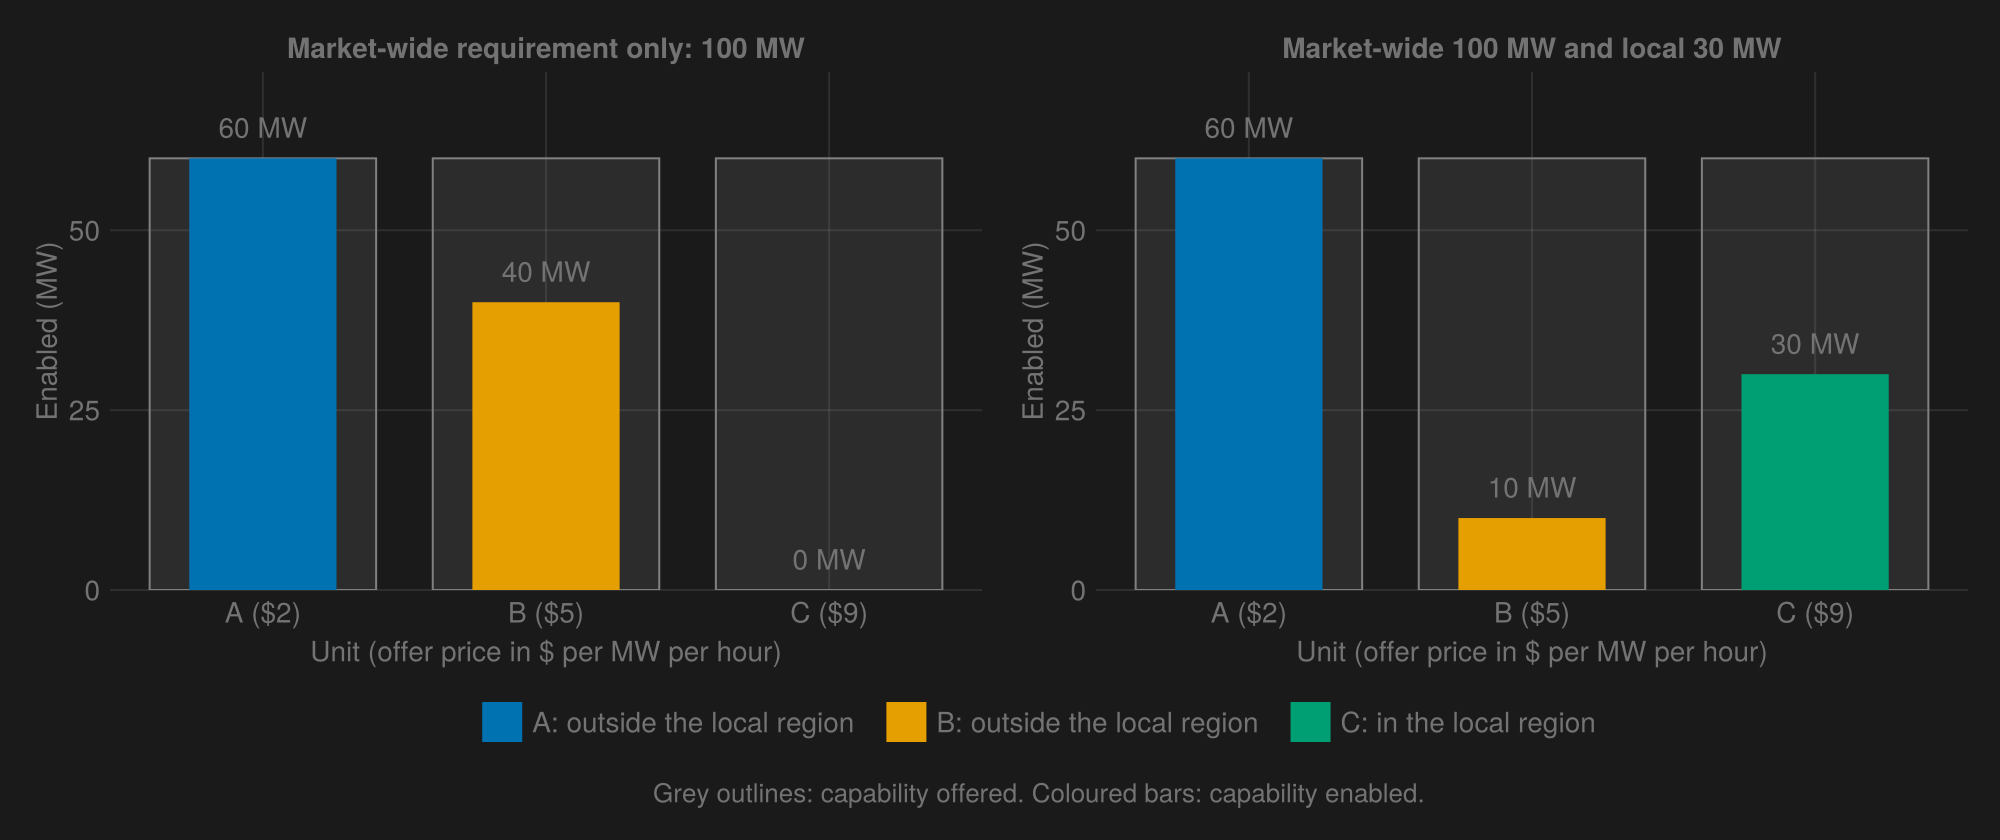 Market-wide requirement only: 100 MW
60 MW
40 MW
0 MW
50
25
0
Enabled (MW)
A ($2)
B ($5)
C ($9)
Unit (offer price in $ per MW per hour)
Market-wide 100 MW and local 30 MW
60 MW
10 MW
30 MW
50
25
0
Enabled (MW)
A ($2)
B ($5)
C ($9)
Unit (offer price in $ per MW per hour)
A: outside the local region
B: outside the local region
C: in the local region
Grey outlines: capability offered. Coloured bars: capability enabled.